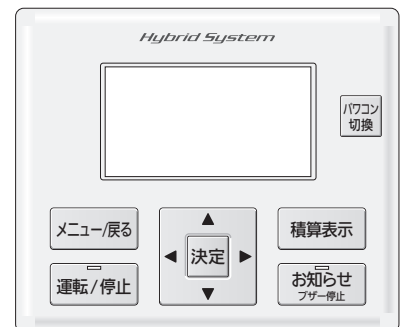 Hybrid System
パワコン
切換
メニュー/戻る
積算表示
決定
運転/停止
お知らせ
ブザー停止